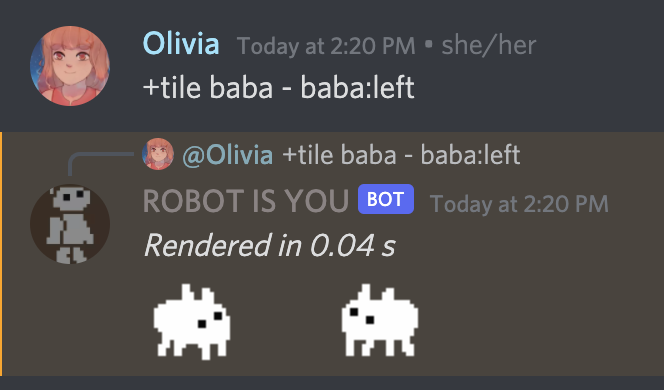 Olivia Today at 2:20 PM • she/her
+tile baba - baba:left
@Olivia +tile baba - baba:left
ROBOT IS YOU BOT Today at 2:20 PM
Rendered in 0.04 s